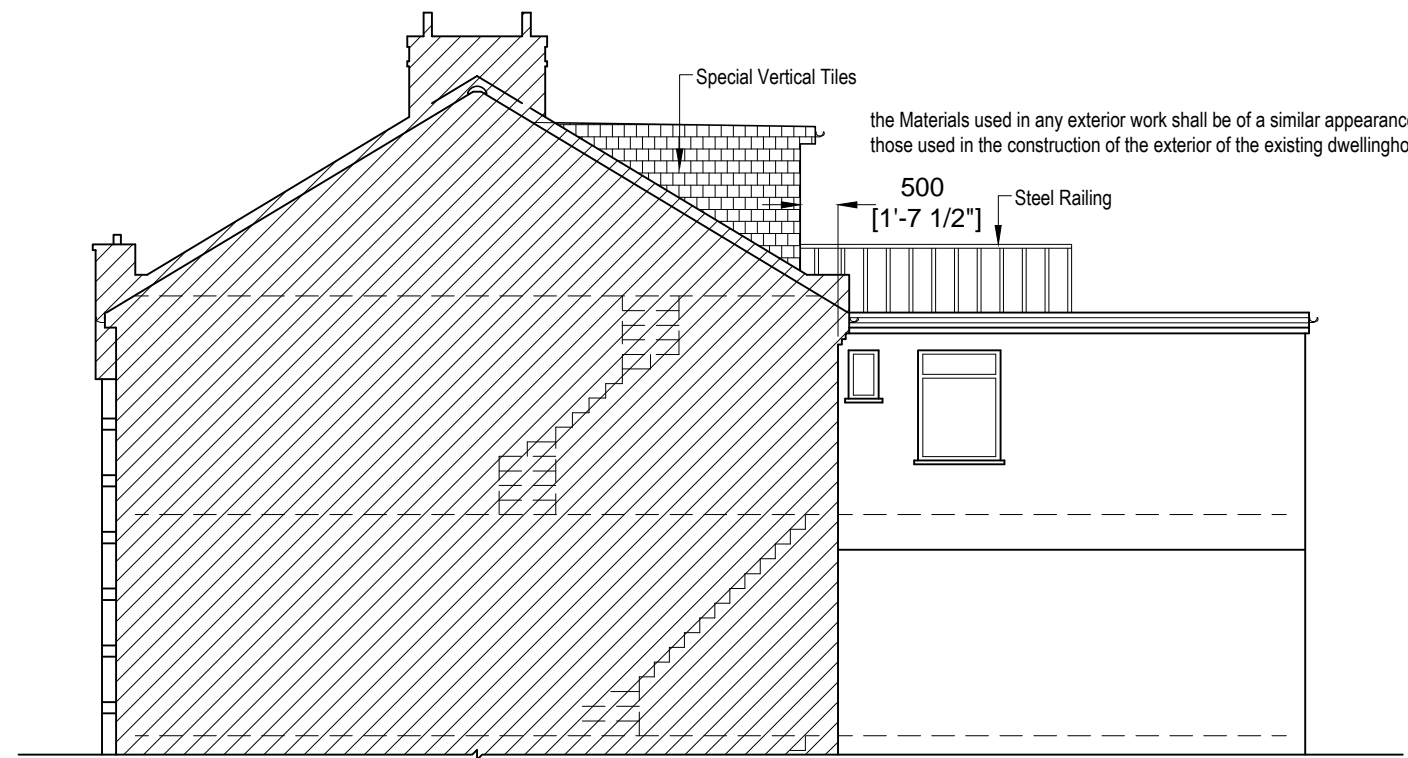 Special Vertical Tiles
the Materials used in any exterior work shall be of a similar appearance
those used in the construction of the exterior of the existing
500
[1'-7 1/2"]
Steel Railing